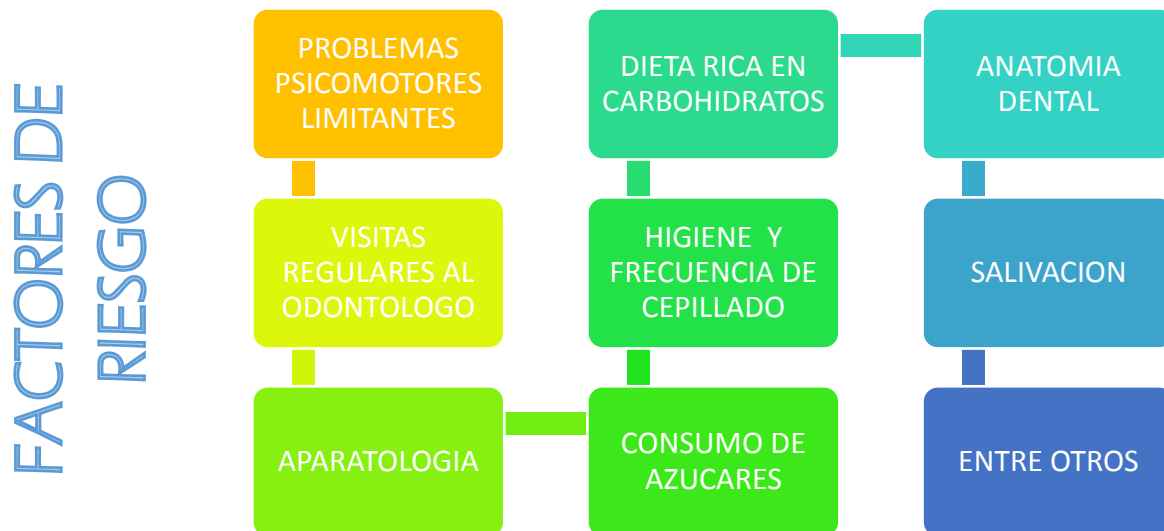 FACTORES DE
RIESGO
PROBLEMAS
PSICOMOTORES
LIMITANTES
VISITAS
REGULARES AL
ODONTOLOGO
APARATOLOGIA
CONSUMO DE
AZUCARES
HIGIENE Y
FRECUENCIA DE
CEPILLADO
DIETA RICA EN
CARBOHIDRATOS
ANATOMIA
DENTAL
SALIVACION
ENTRE OTROS